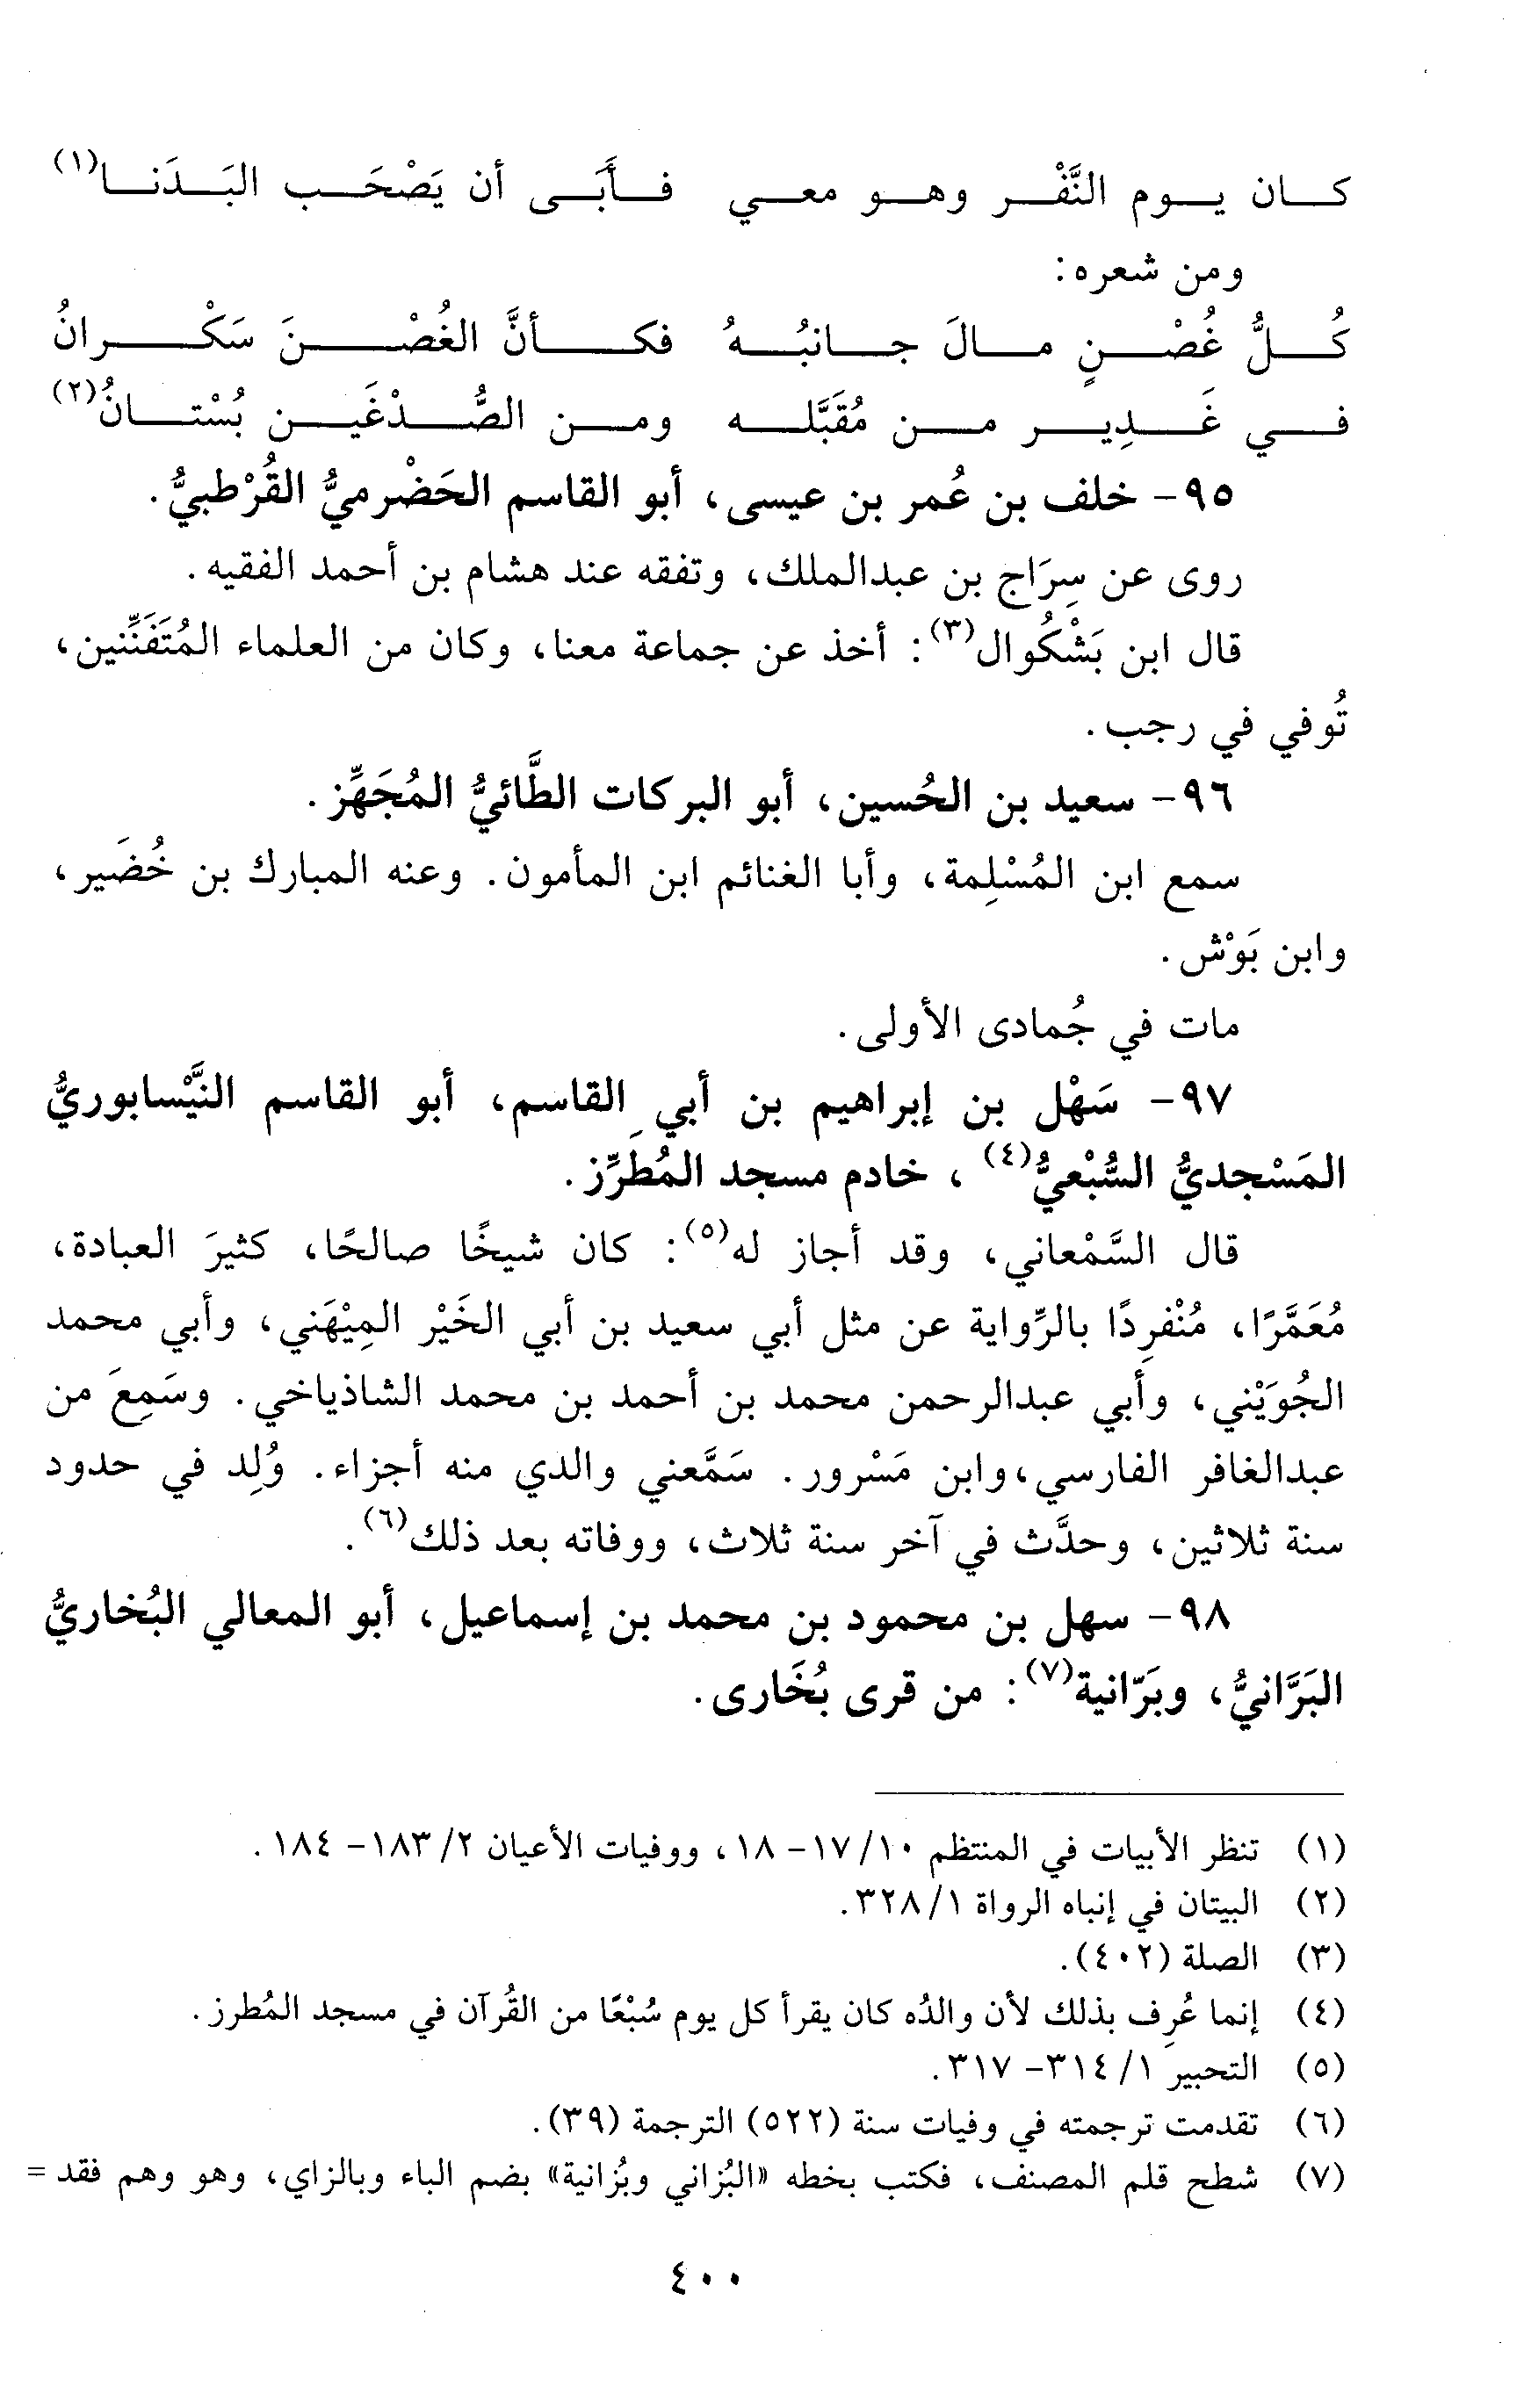 كان يوم النَّفْر وهو معي فأَبَى أن يَصْحَب البَدَنا(١)
ومن شعره:
كُلُّ غُصْنٍ مالَ جانبُهُ فكأنَّ الغُصْنَ سَكْرانُ
في غَدِير من مُقَبَّله ومن الصُّدْغَين بُسْتانُ(٢)
٩٥- خلف بن عُمر بن عيسى، أبو القاسم الحَضْرميُّ القُرْطبيُّ.
روى عن سِرَاج بن عبدالملك، وتفقه عند هشام بن أحمد الفقيه.
قال ابن بَشْكُوال(٣): أخذ عن جماعة معنا، وكان من العلماء المُتَفَنِّنين،
تُوفي في رجب.
٩٦- سعيد بن الحُسين، أبو البركات الطَّائيُّ المُجَهِّز.
سمع ابن المُسْلِمة، وأبا الغنائم ابن المأمون. وعنه المبارك بن خُضَير،
وابن بَوْش.
مات في جُمادى الأولى.
٩٧- سَهْل بن إبراهيم بن أبي القاسم، أبو القاسم النَّيْسابوريُّ
المَسْجديُّ السُّبْعيُّ(٤)، خادم مسجد المُطَرِّز.
قال السَّمْعاني، وقد أجاز له(٥): كان شيخًا صالحًا، كثيرَ العبادة،
مُعَمَّرًا، مُنْفرِدًا بالرِّواية عن مثل أبي سعيد بن أبي الخَيْر المِيْهَني، وأبي محمد
الجُوَيْني، وأبي عبدالرحمن محمد بن أحمد بن محمد الشاذياخي. وسَمِعَ من
عبدالغافر الفارسي، وابن مَسْرور. سَمَّعني والدي منه أجزاء. وُلِد في حدود
سنة ثلاثين، وحدَّث في آخر سنة ثلاث، ووفاته بعد ذلك(٦).
٩٨- سهل بن محمود بن محمد بن إسماعيل، أبو المعالي البُخاريُّ
البَرَّانيُّ، وبَرّانية(٧): من قرى بُخَارى.
(١) تنظر الأبيات في المنتظم ١٠/ ١٧- ١٨، ووفيات الأعيان ٢/ ١٨٣- ١٨٤.
(٢) البيتان في إنباه الرواة ١/ ٣٢٨.
(٣) الصلة (٤٠٢).
(٤) إنما عُرِف بذلك لأن والدُه كان يقرأ كل يوم سُبْعًا من القُرآن في مسجد المُطرز.
(٥) التحبير ١/ ٣١٤- ٣١٧.
(٦) تقدمت ترجمته في وفيات سنة (٥٢٢) الترجمة (٣٩).
(٧) شطح قلم المصنف، فكتب بخطه «البُزاني وبُزانية» بضم الباء وبالزاي، وهو وهم فقد =
٤٠٠